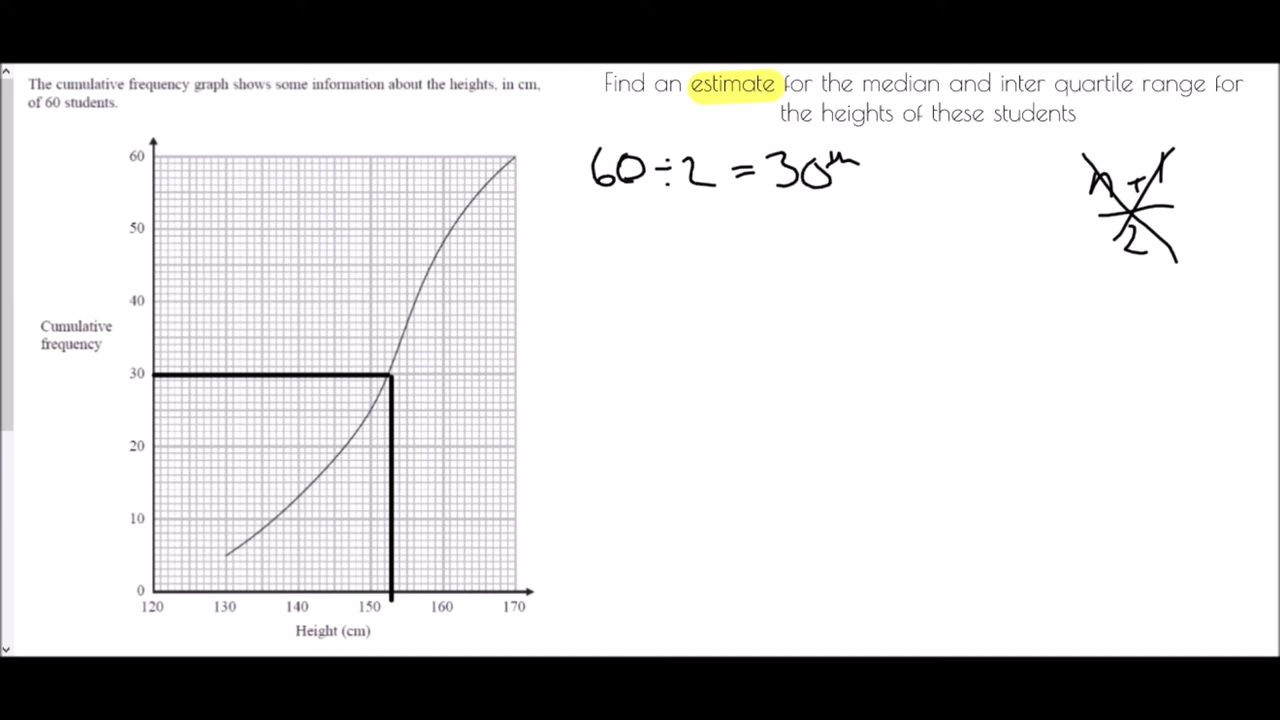 The cumulative frequency graph shows some information about the heights, in cm,
of 60 students.
Find an estimate for the median and inter quartile range for
the heights of these students
60 ÷ 2 = 30th
n + 1
2
60
50
40
Cumulative
frequency
30
20
10
0
120 130 140 150 160 170
Height (cm)